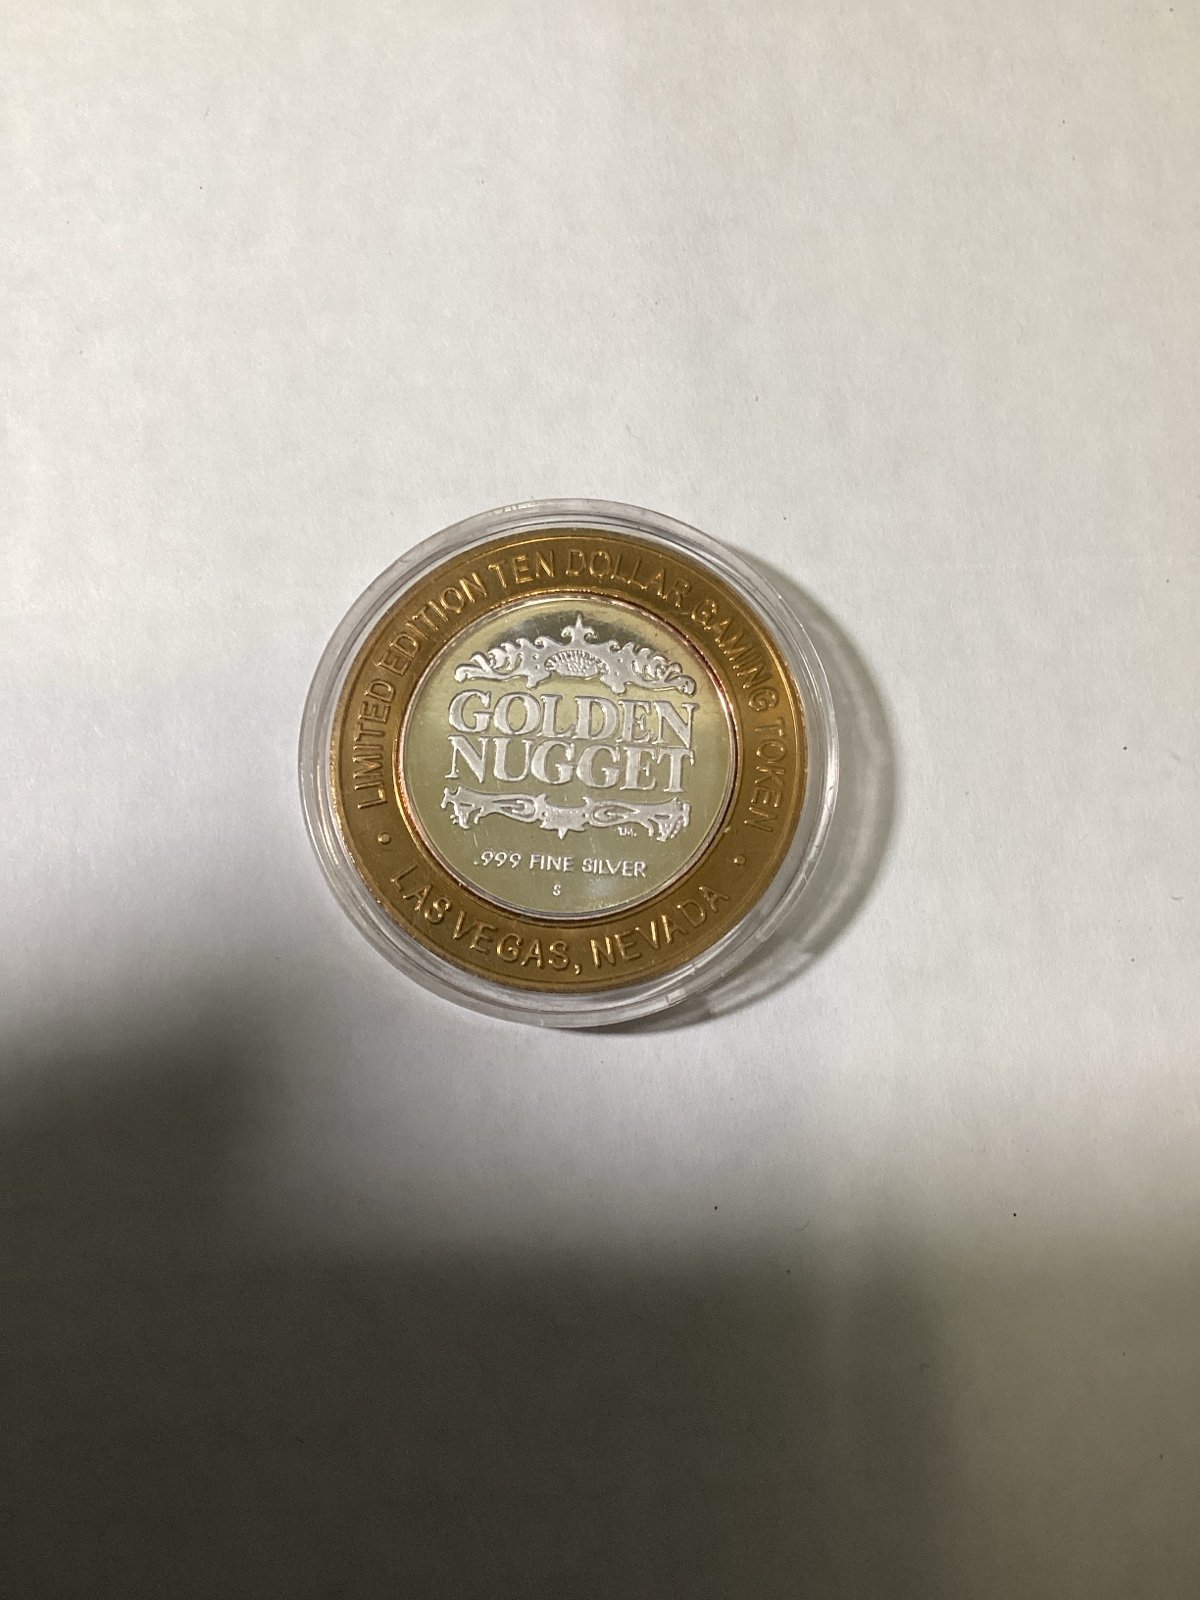 LIMITED EDITION TEN DOLLAR GAMING TOKEN
GOLDEN
NUGGET
TM.
.999 FINE SILVER
S
• LAS VEGAS, NEVADA •